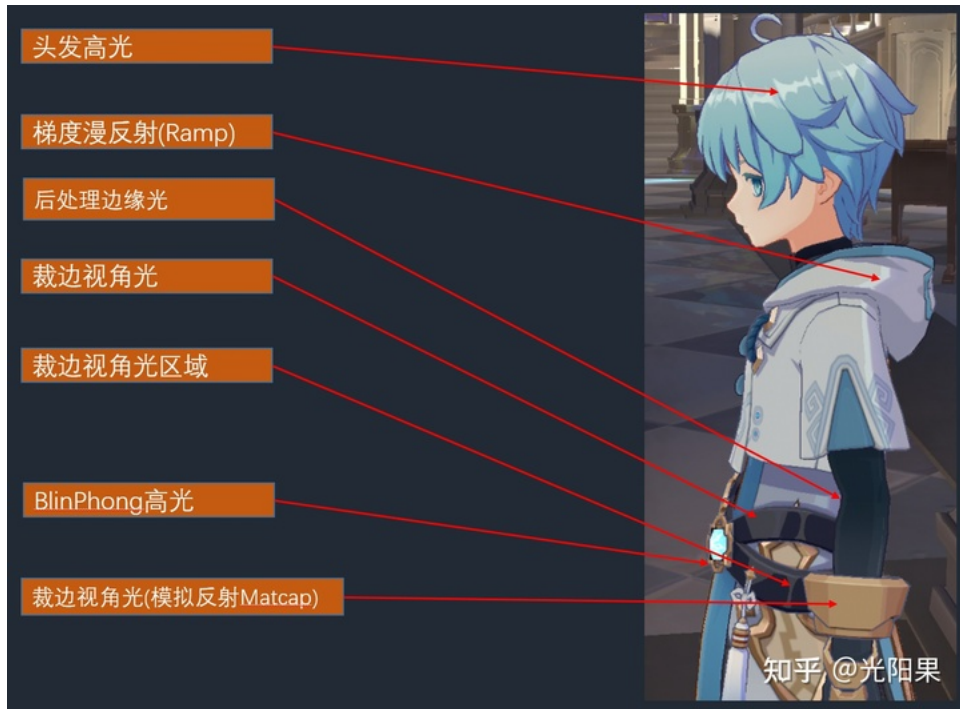 头发高光
梯度漫反射(Ramp)
后处理边缘光
裁边视角光
裁边视角光区域
BlinPhong高光
裁边视角光(模拟反射Matcap)
知乎 @光阳果